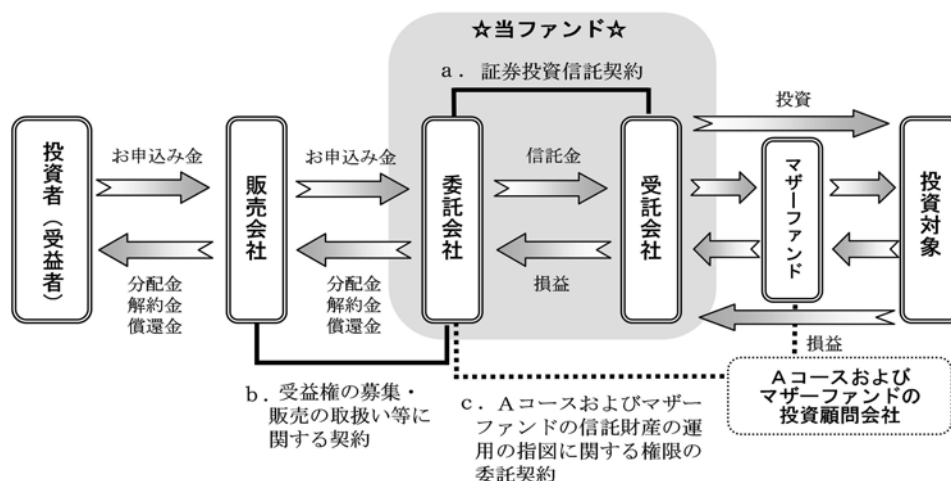 ☆当ファンド☆
a．証券投資信託契約
投資者（受益者）
お申込み金
分配金
解約金
償還金
販売会社
お申込み金
分配金
解約金
償還金
委託会社
信託金
損益
受託会社
投資
マザーファンド
損益
投資対象
b．受益権の募集・
販売の取扱い等に
関する契約
c．Aコースおよびマザー
ファンドの信託財産の運
用の指図に関する権限の
委託契約
Aコースおよび
マザーファンドの
投資顧問会社